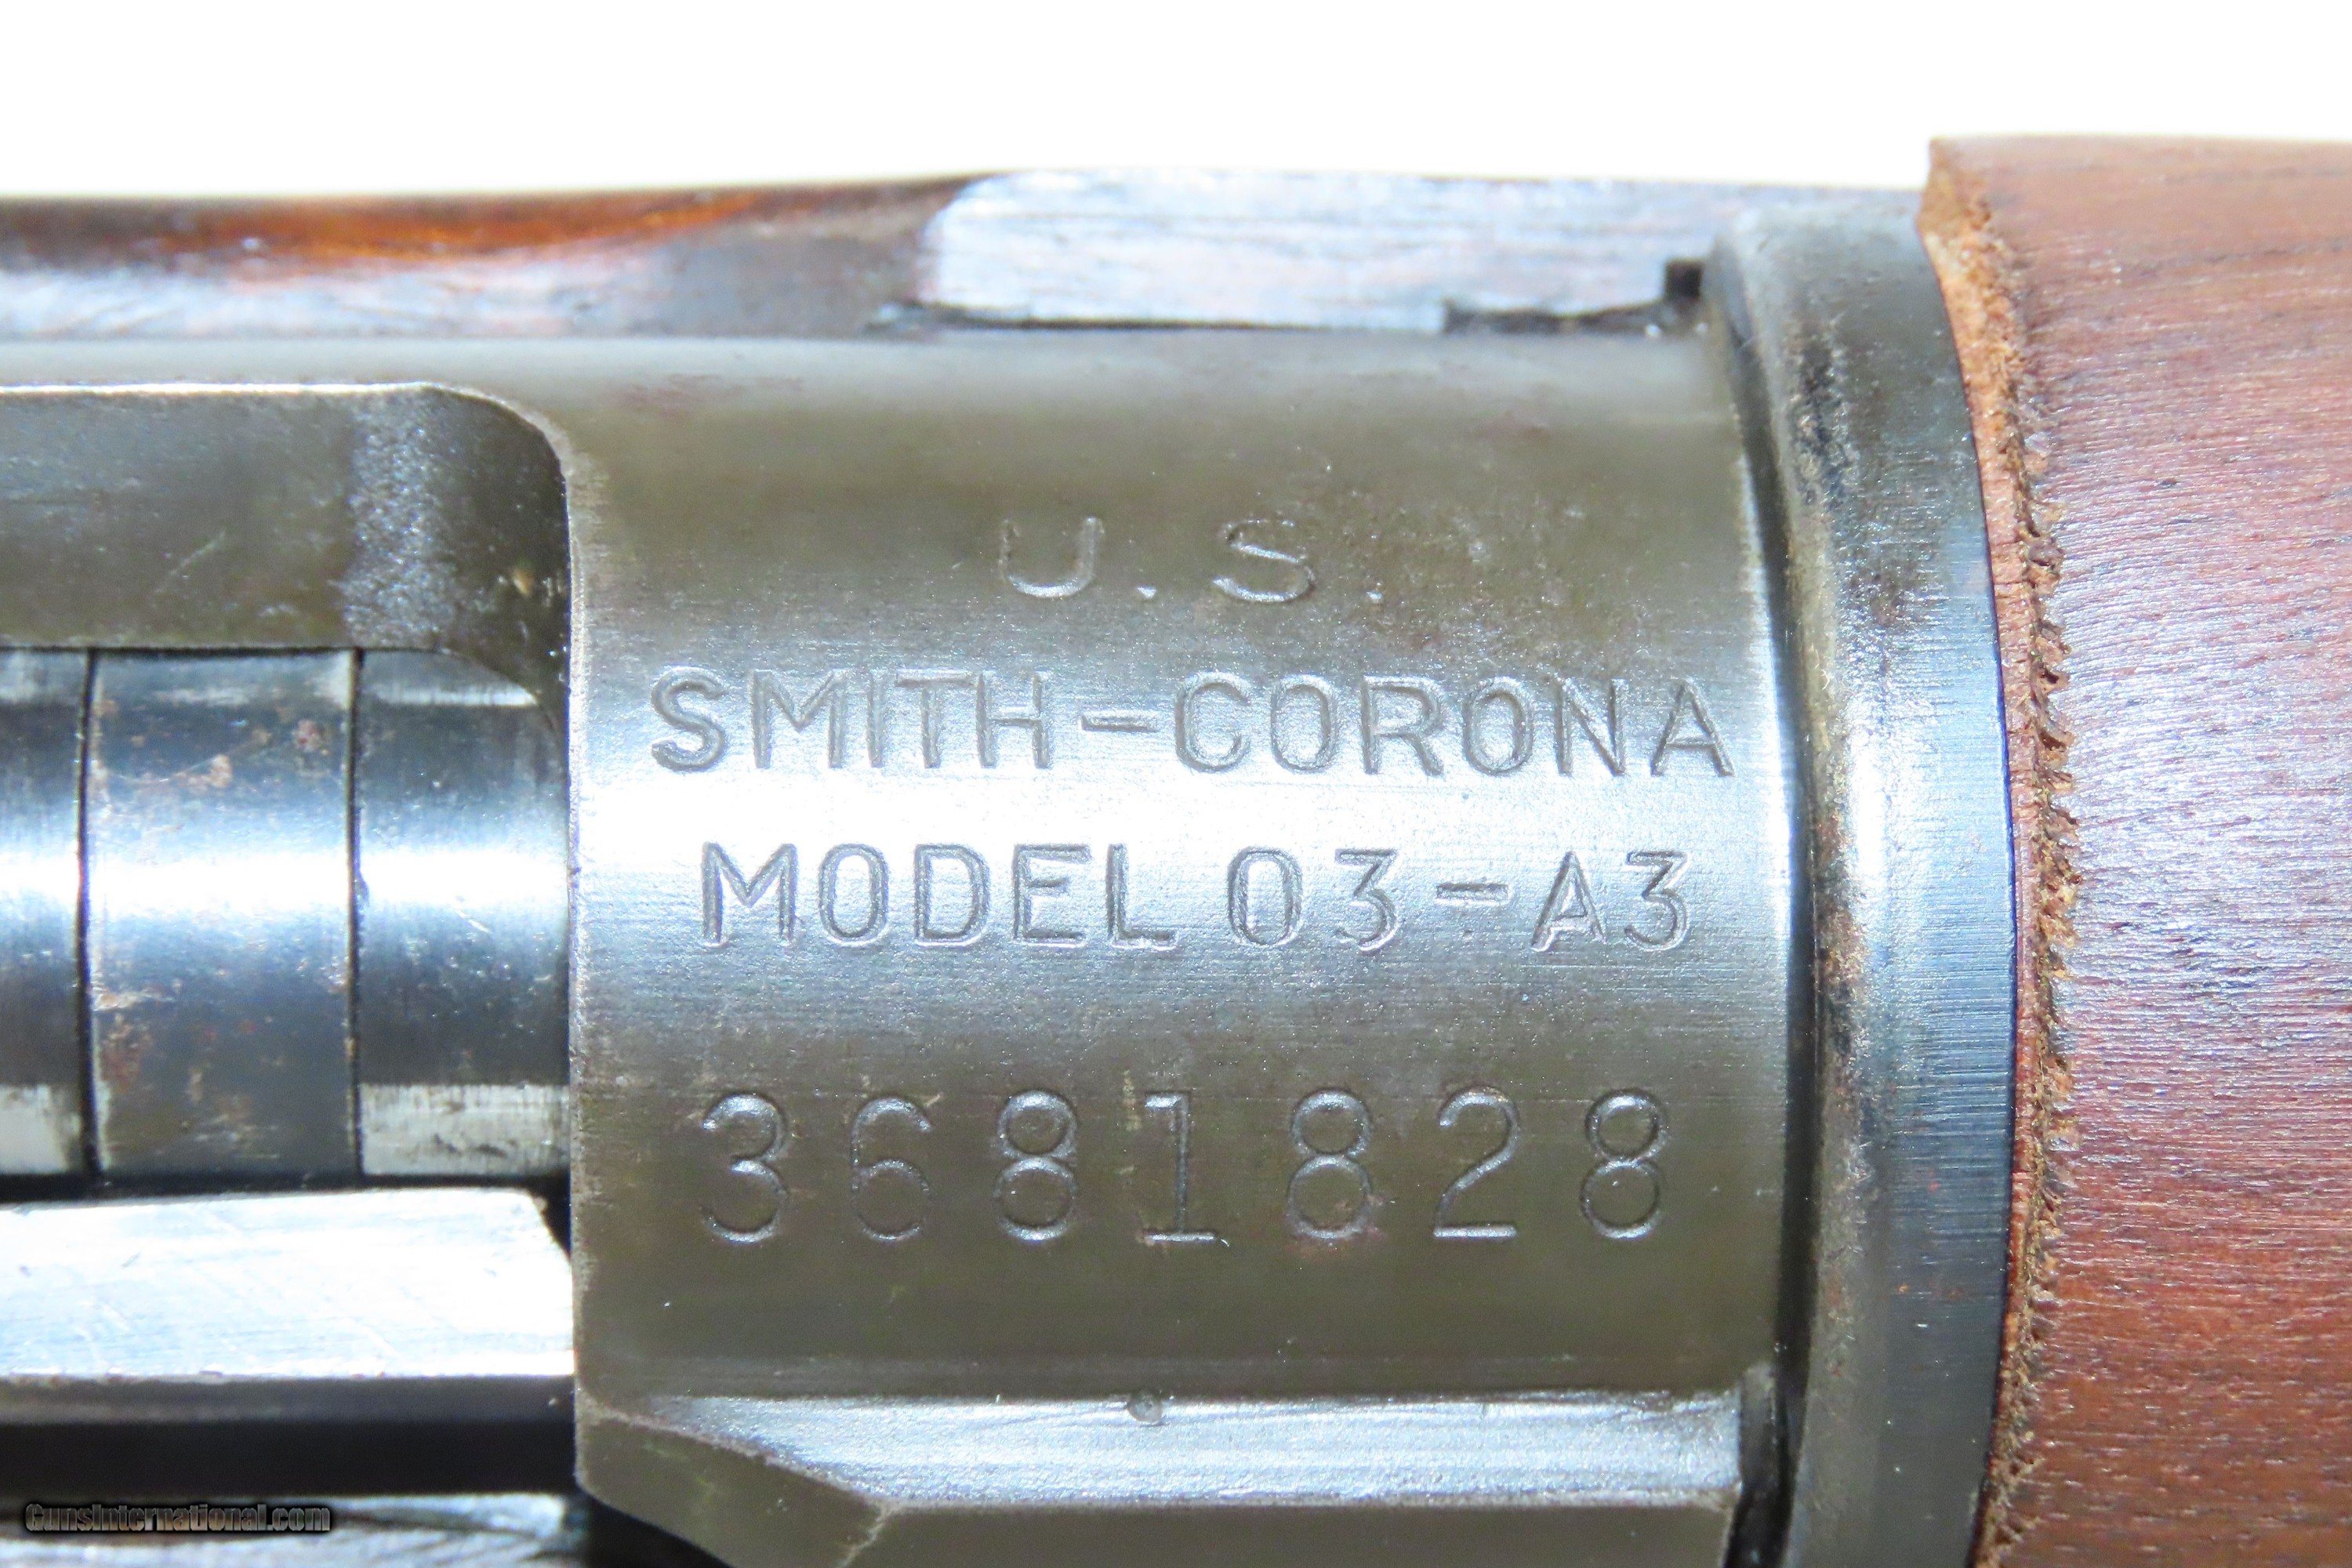 U.S.
SMITH-CORONA
MODEL 03-A3
3681828
GunsInternational.com